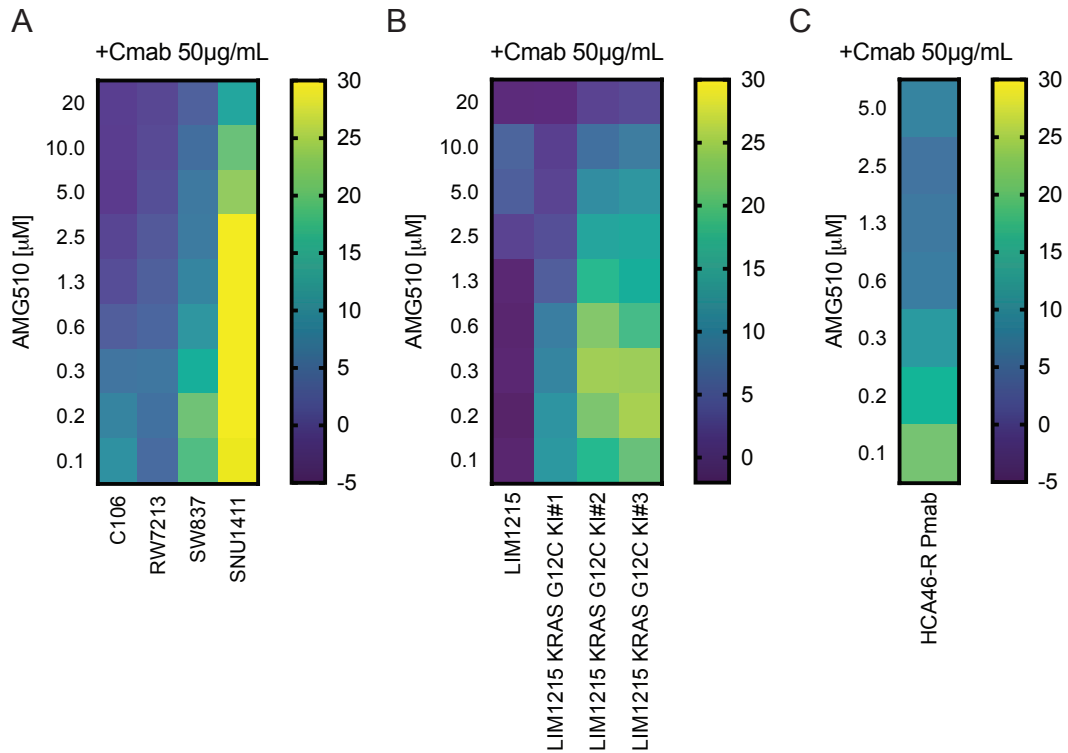 A
+Cmab 50µg/mL
AMG510 [µM]
20
10.0
5.0
2.5
1.3
0.6
0.3
0.2
0.1
C106
RW7213
SW837
SNU1411
30
25
20
15
10
5
0
-5
B
+Cmab 50µg/mL
AMG510 [µM]
20
10.0
5.0
2.5
1.3
0.6
0.3
0.2
0.1
LIM1215
LIM1215 KRAS G12C KI#1
LIM1215 KRAS G12C KI#2
LIM1215 KRAS G12C KI#3
30
25
20
15
10
5
0
C
+Cmab 50µg/mL
AMG510 [µM]
5.0
2.5
1.3
0.6
0.3
0.2
0.1
HCA46-R Pmab
30
25
20
15
10
5
0
-5